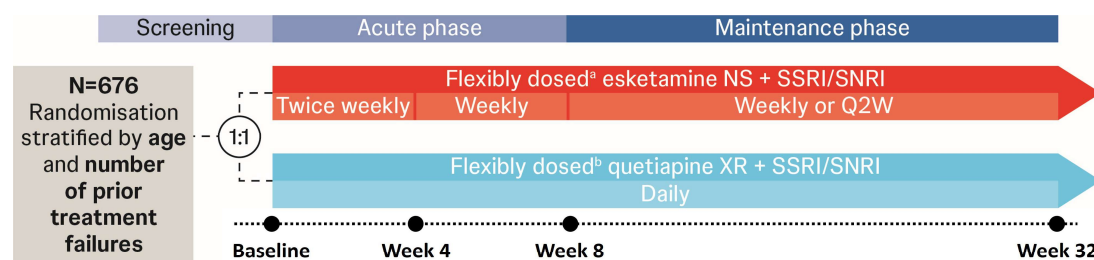 Screening
Acute phase
Maintenance phase
N=676
Randomisation
stratified by age
and number
of prior
treatment
failures
1:1
Flexibly dosedᵃ esketamine NS + SSRI/SNRI
Twice weekly
Weekly
Weekly or Q2W
Flexibly dosedᵇ quetiapine XR + SSRI/SNRI
Daily
Baseline
Week 4
Week 8
Week 32